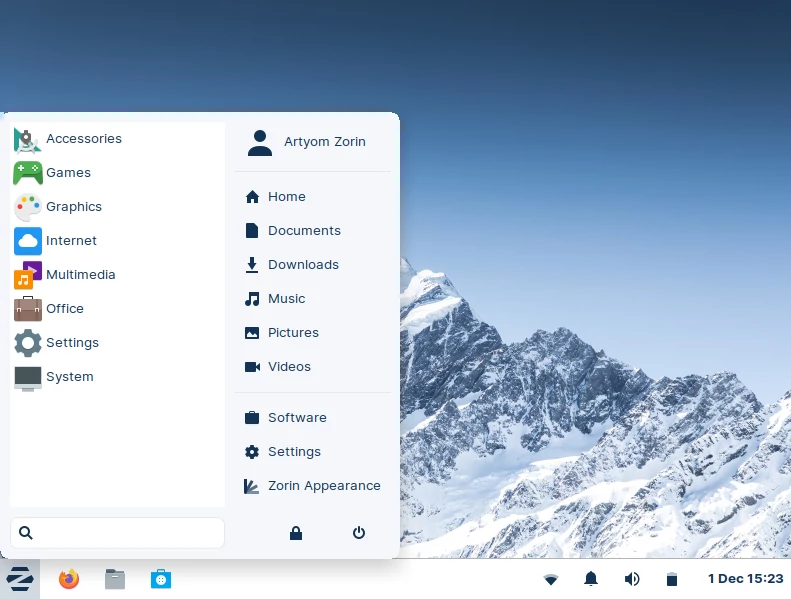 Accessories
Games
Graphics
Internet
Multimedia
Office
Settings
System
Artyom Zorin
Home
Documents
Downloads
Music
Pictures
Videos
Software
Settings
Zorin Appearance
1 Dec 15:23